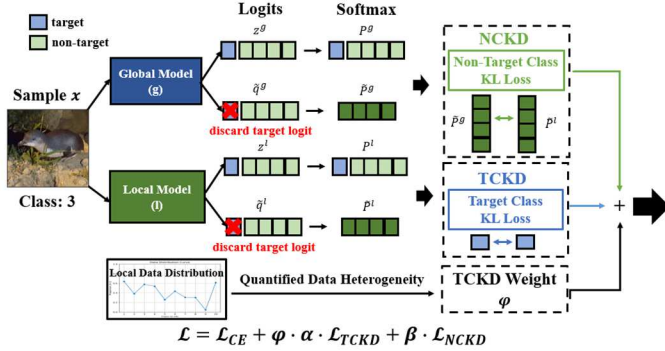 target
non-target
Logits
Softmax
Sample x
Class: 3
Global Model
(g)
Local Model
(l)
z^g
P^g
q̃^g
P̃^g
discard target logit
z^l
P^l
q̃^l
P̃^l
discard target logit
NCKD
Non-Target Class
KL Loss
P̃^g
P̃^l
TCKD
Target Class
KL Loss
+
Local Data Distribution
Quantified Data Heterogeneity
TCKD Weight
φ
ℒ = ℒ_CE + φ · α · ℒ_TCKD + β · ℒ_NCKD